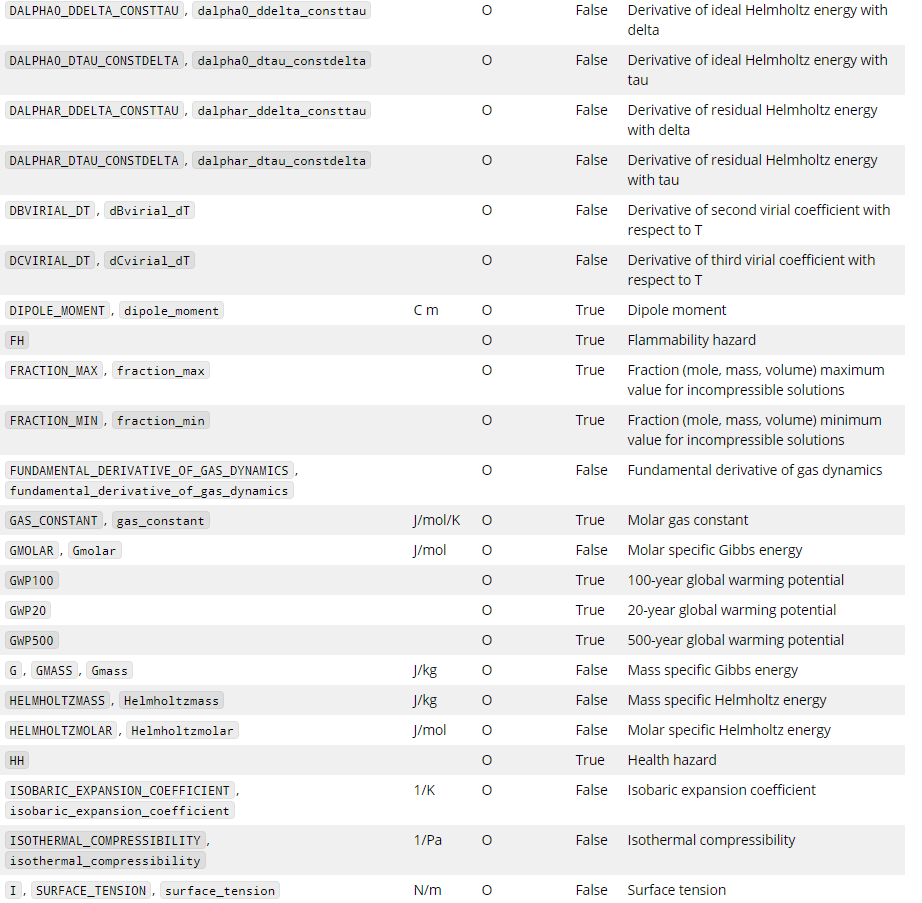 DALPHA0_DDELTA_CONSTTAU, dalpha0_ddelta_consttau O False Derivative of ideal Helmholtz energy with
delta
DALPHA0_DTAU_CONSTDELTA, dalpha0_dtau_constdelta O False Derivative of ideal Helmholtz energy with
tau
DALPHAR_DDELTA_CONSTTAU, dalphar_ddelta_consttau O False Derivative of residual Helmholtz energy
with delta
DALPHAR_DTAU_CONSTDELTA, dalphar_dtau_constdelta O False Derivative of residual Helmholtz energy
with tau
DBVIRIAL_DT, dBvirial_dT O False Derivative of second virial coefficient with
respect to T
DCVIRIAL_DT, dCvirial_dT O False Derivative of third virial coefficient with
respect to T
DIPOLE_MOMENT, dipole_moment C m O True Dipole moment
FH O True Flammability hazard
FRACTION_MAX, fraction_max O True Fraction (mole, mass, volume) maximum
value for incompressible solutions
FRACTION_MIN, fraction_min O True Fraction (mole, mass, volume) minimum
value for incompressible solutions
FUNDAMENTAL_DERIVATIVE_OF_GAS_DYNAMICS, O False Fundamental derivative of gas dynamics
fundamental_derivative_of_gas_dynamics
GAS_CONSTANT, gas_constant J/mol/K O True Molar gas constant
GMOLAR, Gmolar J/mol O False Molar specific Gibbs energy
GWP100 O True 100-year global warming potential
GWP20 O True 20-year global warming potential
GWP500 O True 500-year global warming potential
G, GMASS, Gmass J/kg O False Mass specific Gibbs energy
HELMHOLTZMASS, Helmholtzmass J/kg O False Mass specific Helmholtz energy
HELMHOLTZMOLAR, Helmholtzmolar J/mol O False Molar specific Helmholtz energy
HH O True Health hazard
ISOBARIC_EXPANSION_COEFFICIENT, 1/K O False Isobaric expansion coefficient
isobaric_expansion_coefficient
ISOTHERMAL_COMPRESSIBILITY, 1/Pa O False Isothermal compressibility
isothermal_compressibility
I, SURFACE_TENSION, surface_tension N/m O False Surface tension